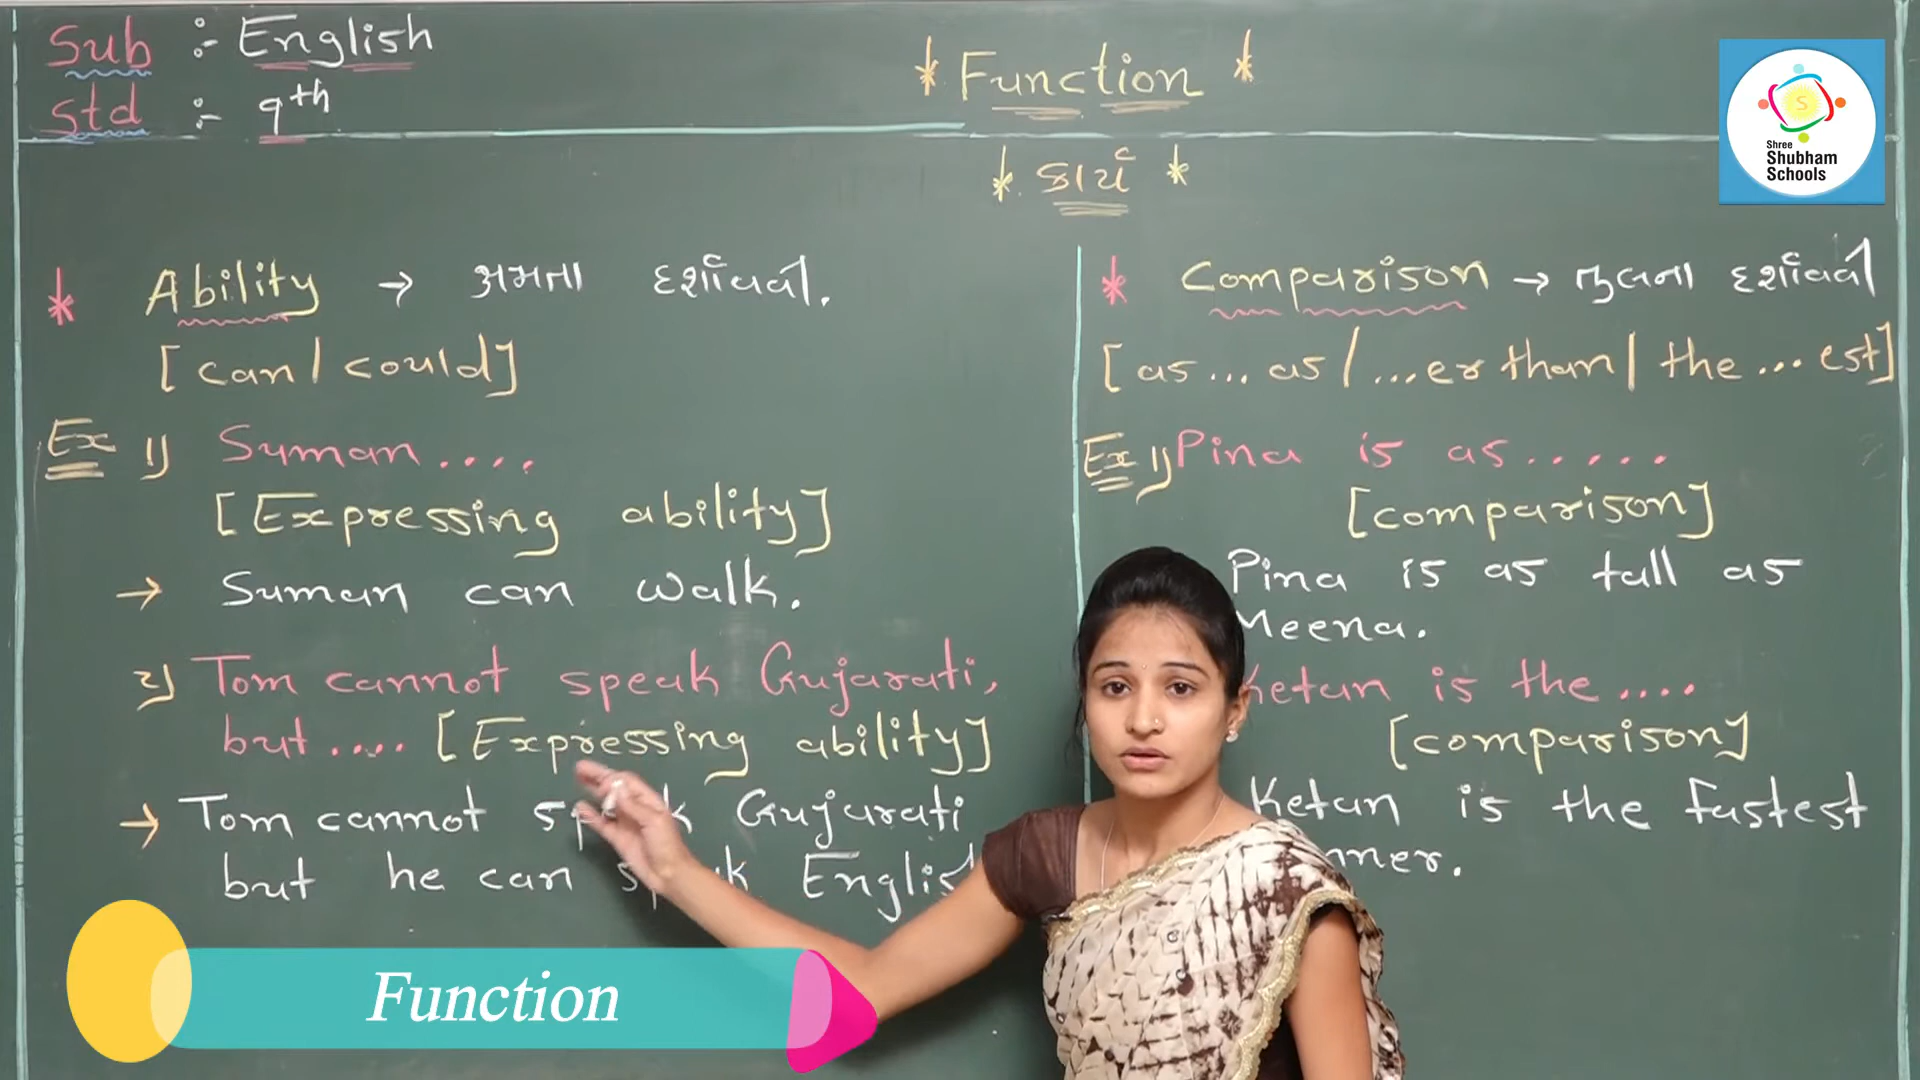 Sub :- English
Std :- 9th
* Function *
* કાર્ય *
Shree
Shubham
Schools
* Ability → ક્ષમતા દર્શાવવી.
[can/could]
Ex 1) Suman....
[Expressing ability]
→ Suman can walk.
2) Tom cannot speak Gujarati,
but.... [Expressing ability]
→ Tom cannot Gujarati
but he can
* Comparison → તુલના દર્શાવવી
[as... as/...er than/ the ... est]
Ex 1) Pina is as.....
[comparison]
Pina is as tall as
Meena.
Ketan is the....
[comparison]
Ketan is the fastest
Function